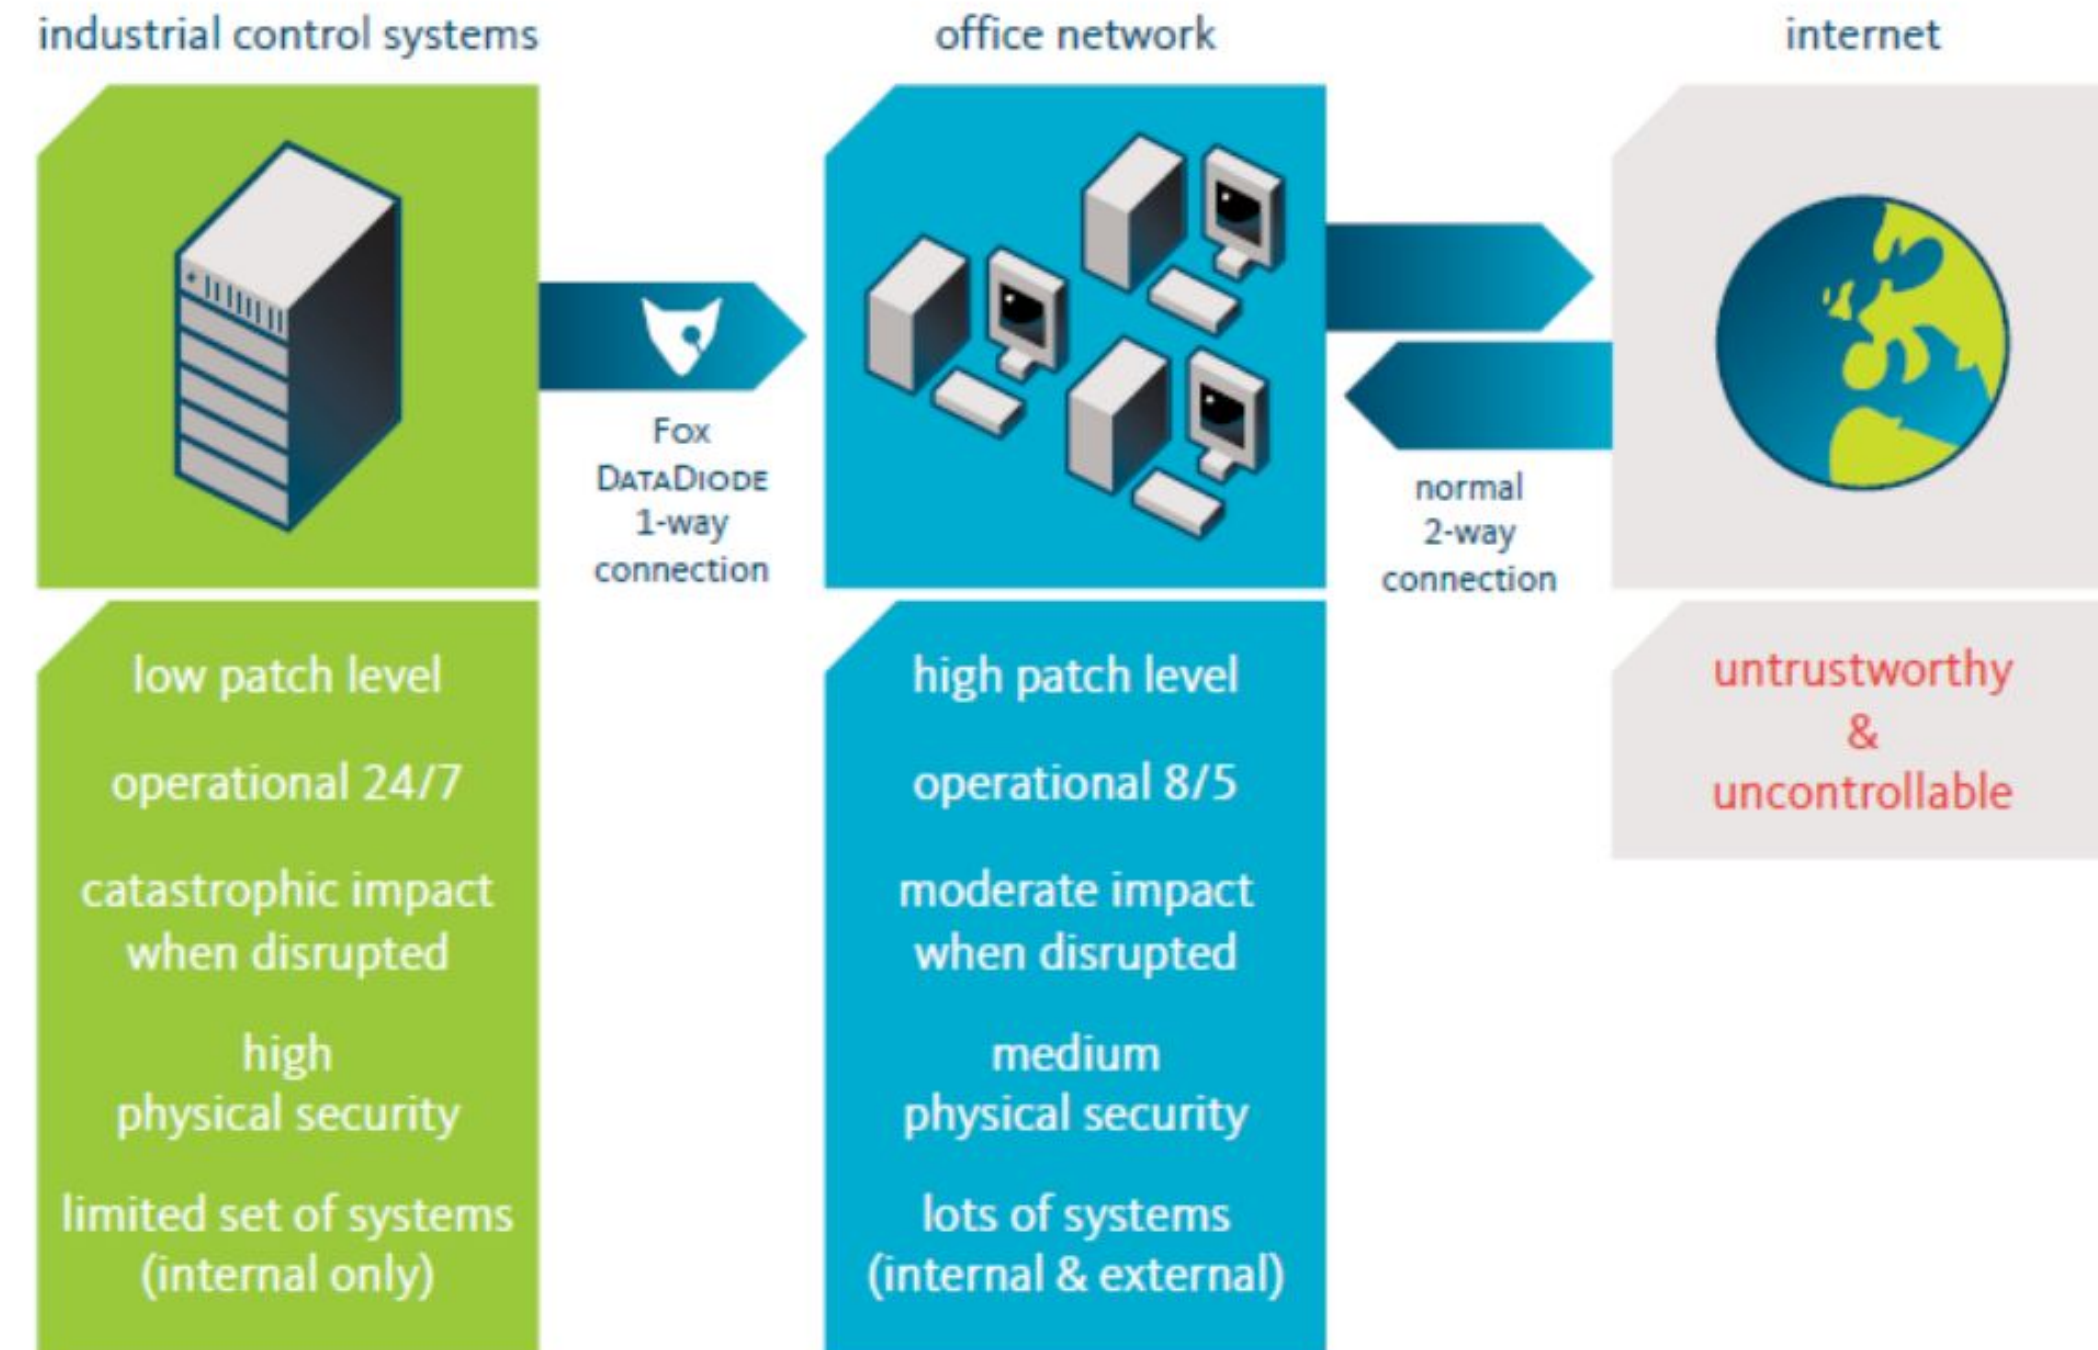 industrial control systems
office network
internet
Fox
DATADIODE
1-way
connection
normal
2-way
connection
low patch level
operational 24/7
catastrophic impact
when disrupted
high
physical security
limited set of systems
(internal only)
high patch level
operational 8/5
moderate impact
when disrupted
medium
physical security
lots of systems
(internal & external)
untrustworthy
&
uncontrollable